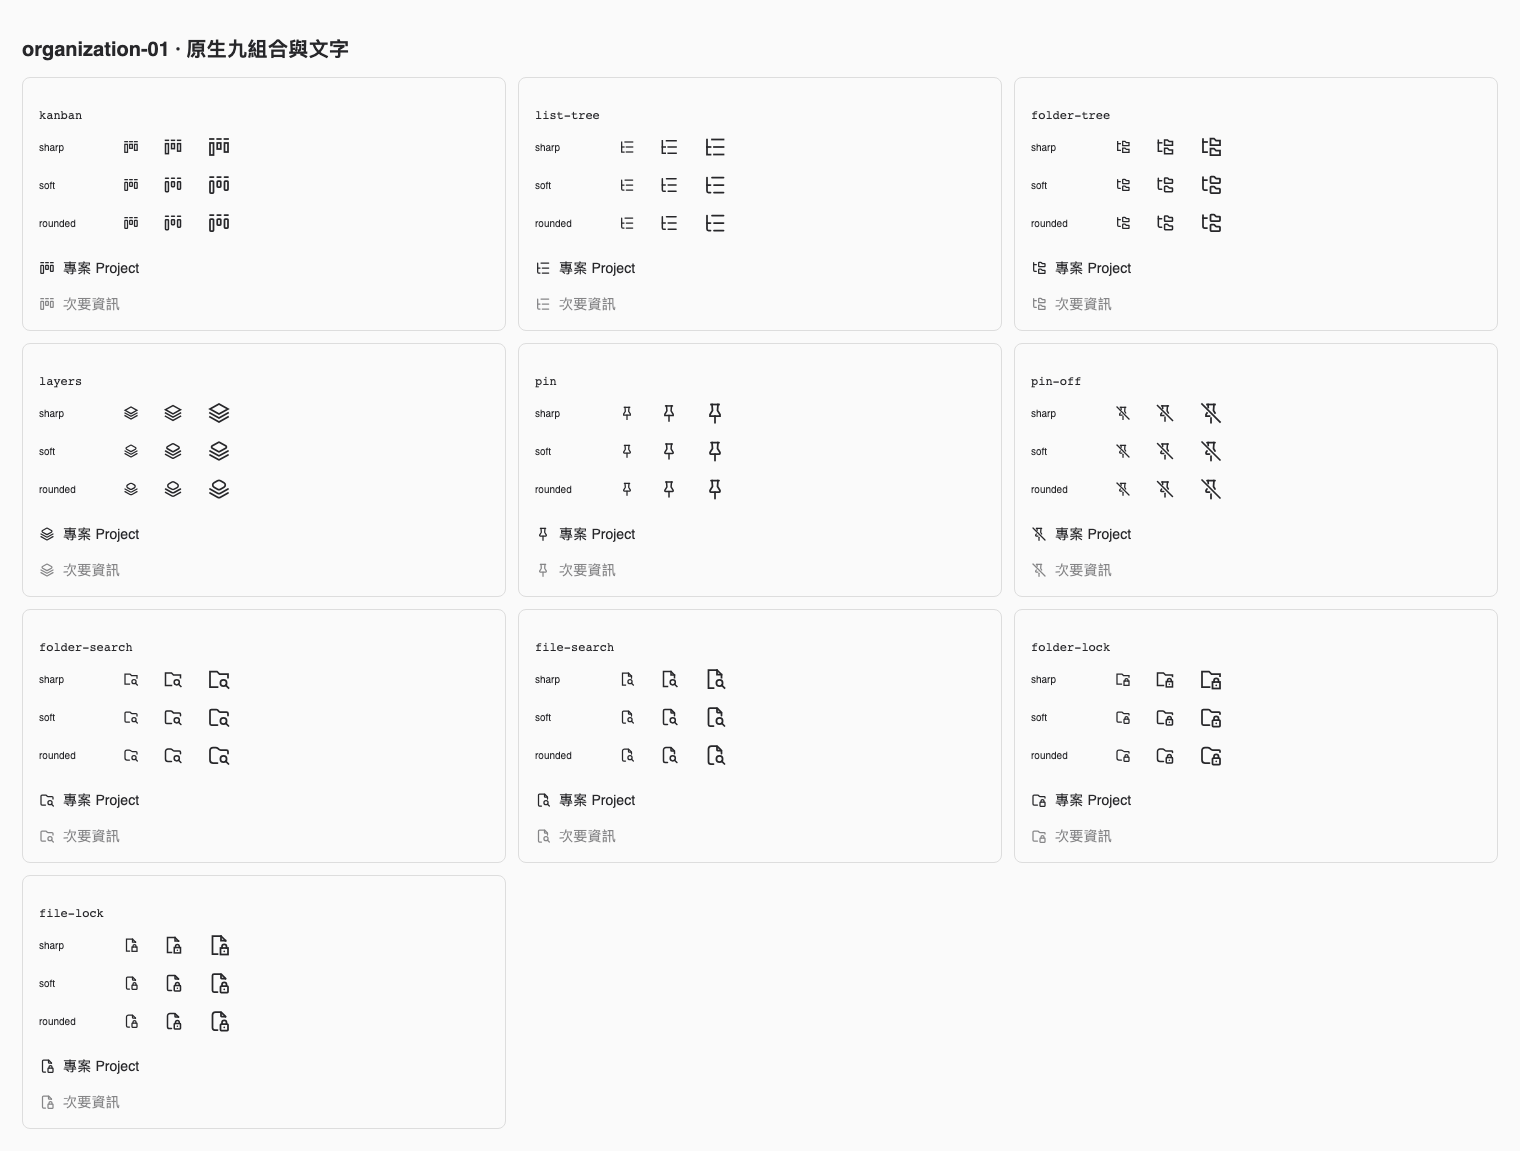 organization-01 · 原生九組合與文字
kanban
sharp
soft
rounded
專案 Project
次要資訊
list-tree
sharp
soft
rounded
專案 Project
次要資訊
folder-tree
sharp
soft
rounded
專案 Project
次要資訊
layers
sharp
soft
rounded
專案 Project
次要資訊
pin
sharp
soft
rounded
專案 Project
次要資訊
pin-off
sharp
soft
rounded
專案 Project
次要資訊
folder-search
sharp
soft
rounded
專案 Project
次要資訊
file-search
sharp
soft
rounded
專案 Project
次要資訊
folder-lock
sharp
soft
rounded
專案 Project
次要資訊
file-lock
sharp
soft
rounded
專案 Project
次要資訊